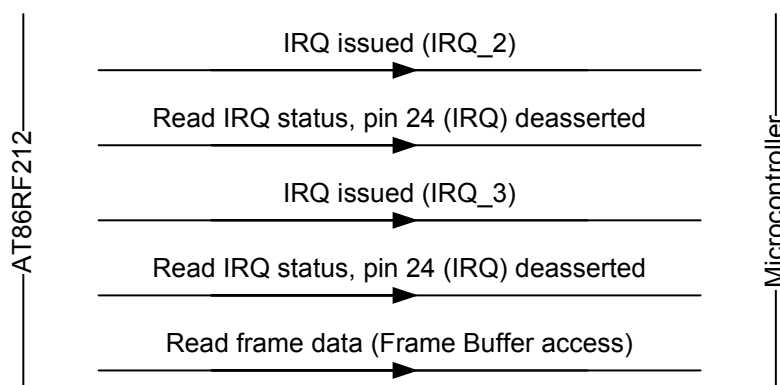 IRQ issued (IRQ_2)
Read IRQ status, pin 24 (IRQ) deasserted
IRQ issued (IRQ_3)
Read IRQ status, pin 24 (IRQ) deasserted
Read frame data (Frame Buffer access)
AT86RF212
Microcontroller